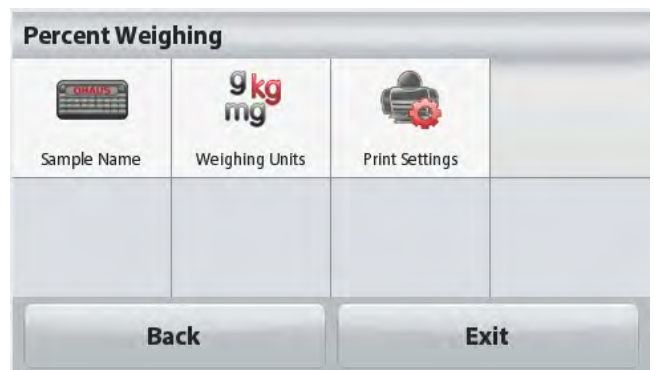 Percent Weighing
OHAUS
g kg
mg
Sample Name
Weighing Units
Print Settings
Back
Exit